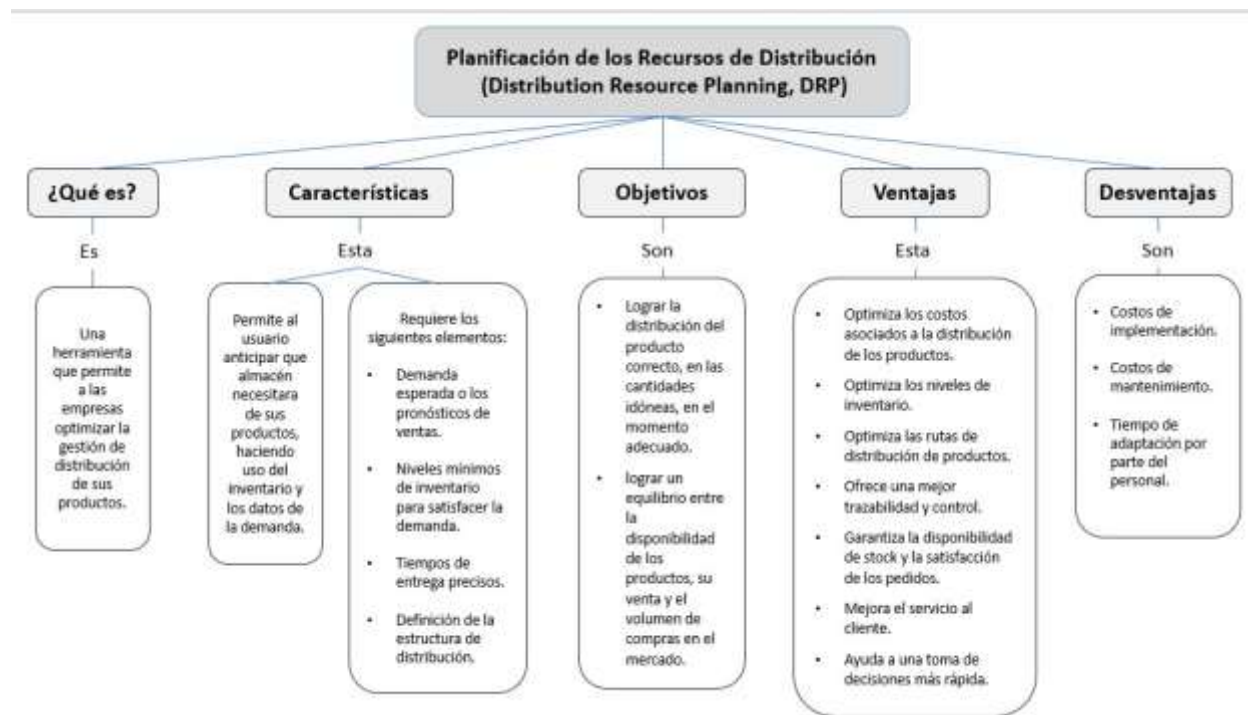 Planificación de los Recursos de Distribución
(Distribution Resource Planning, DRP)
¿Qué es?
Es
Una
herramienta
que permite
a las
empresas
optimizar la
gestión de
distribución
de sus
productos.
Características
Esta
Permite al
usuario
anticipar que
almacén
necesitara
de sus
productos,
haciendo
uso del
inventario y
los datos de
la demanda.
Requiere los
siguientes elementos:
• Demanda
esperada o los
pronósticos de
ventas.
• Niveles mínimos
de inventario
para satisfacer la
demanda.
• Tiempos de
entrega precisos.
• Definición de la
estructura de
distribución.
Objetivos
Son
• Lograr la
distribución del
producto
correcto, en las
cantidades
idóneas, en el
momento
adecuado.
• lograr un
equilibrio entre
la
disponibilidad
de los
productos, su
venta y el
volumen de
compras en el
mercado.
Ventajas
Esta
• Optimiza los costos
asociados a la distribución
de los productos.
• Optimiza los niveles de
inventario.
• Optimiza las rutas de
distribución de productos.
• Ofrece una mejor
trazabilidad y control.
• Garantiza la disponibilidad
de stock y la satisfacción
de los pedidos.
• Mejora el servicio al
cliente.
• Ayuda a una toma de
decisiones más rápida.
Desventajas
Son
• Costos de
implementación.
• Costos de
mantenimiento.
• Tiempo de
adaptación por
parte del
personal.